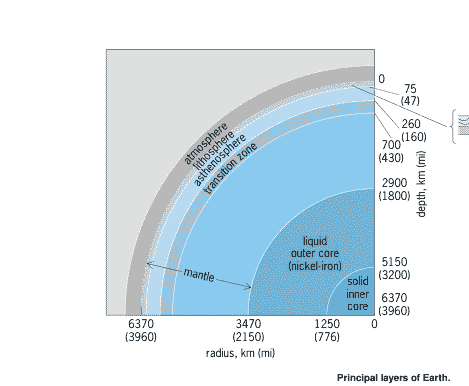 0
75
(47)
260
(160)
700
(430)
2900
(1800)
5150
(3200)
6370
(3960)
depth, km (mi)
atmosphere
lithosphere
asthenosphere
transition zone
mantle
liquid
outer core
(nickel-iron)
solid
inner
core
6370
(3960)
3470
(2150)
1250
(776)
0
radius, km (mi)
Principal layers of Earth.